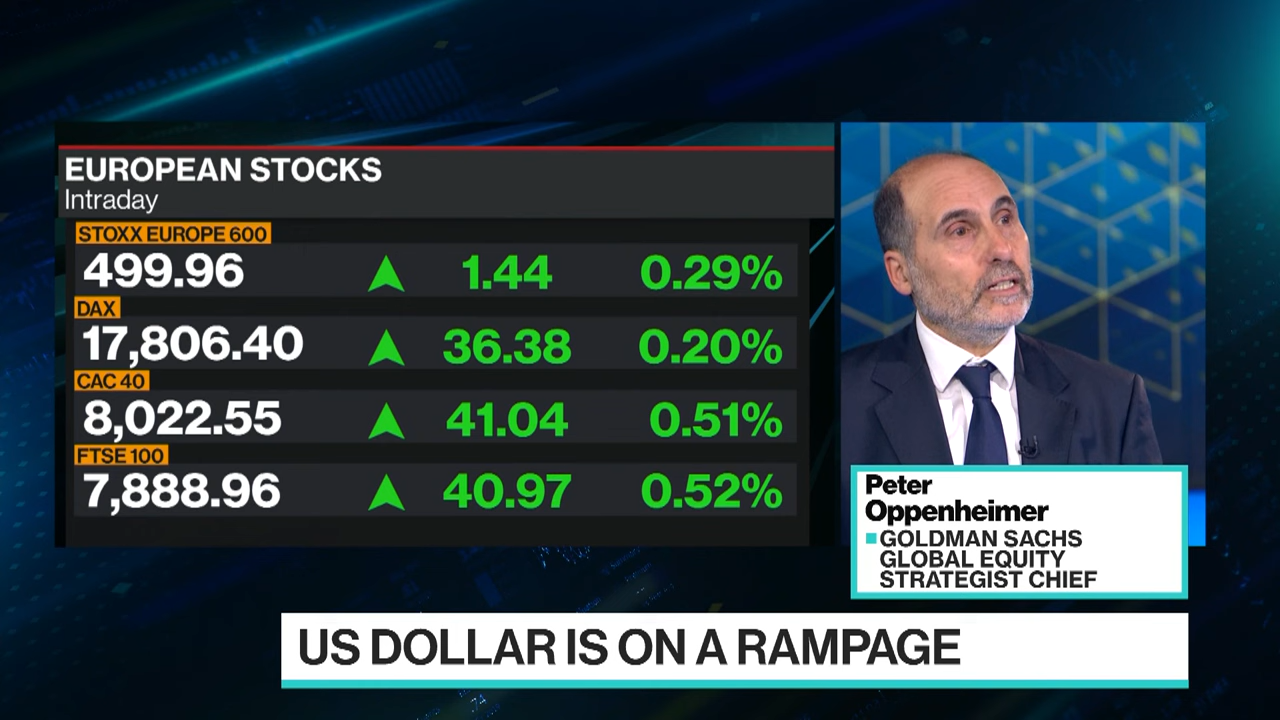 EUROPEAN STOCKS
Intraday
STOXX EUROPE 600
499.96 ▲ 1.44 0.29%
DAX
17,806.40 ▲ 36.38 0.20%
CAC 40
8,022.55 ▲ 41.04 0.51%
FTSE 100
7,888.96 ▲ 40.97 0.52%
Peter
Oppenheimer
GOLDMAN SACHS
GLOBAL EQUITY
STRATEGIST CHIEF
US DOLLAR IS ON A RAMPAGE